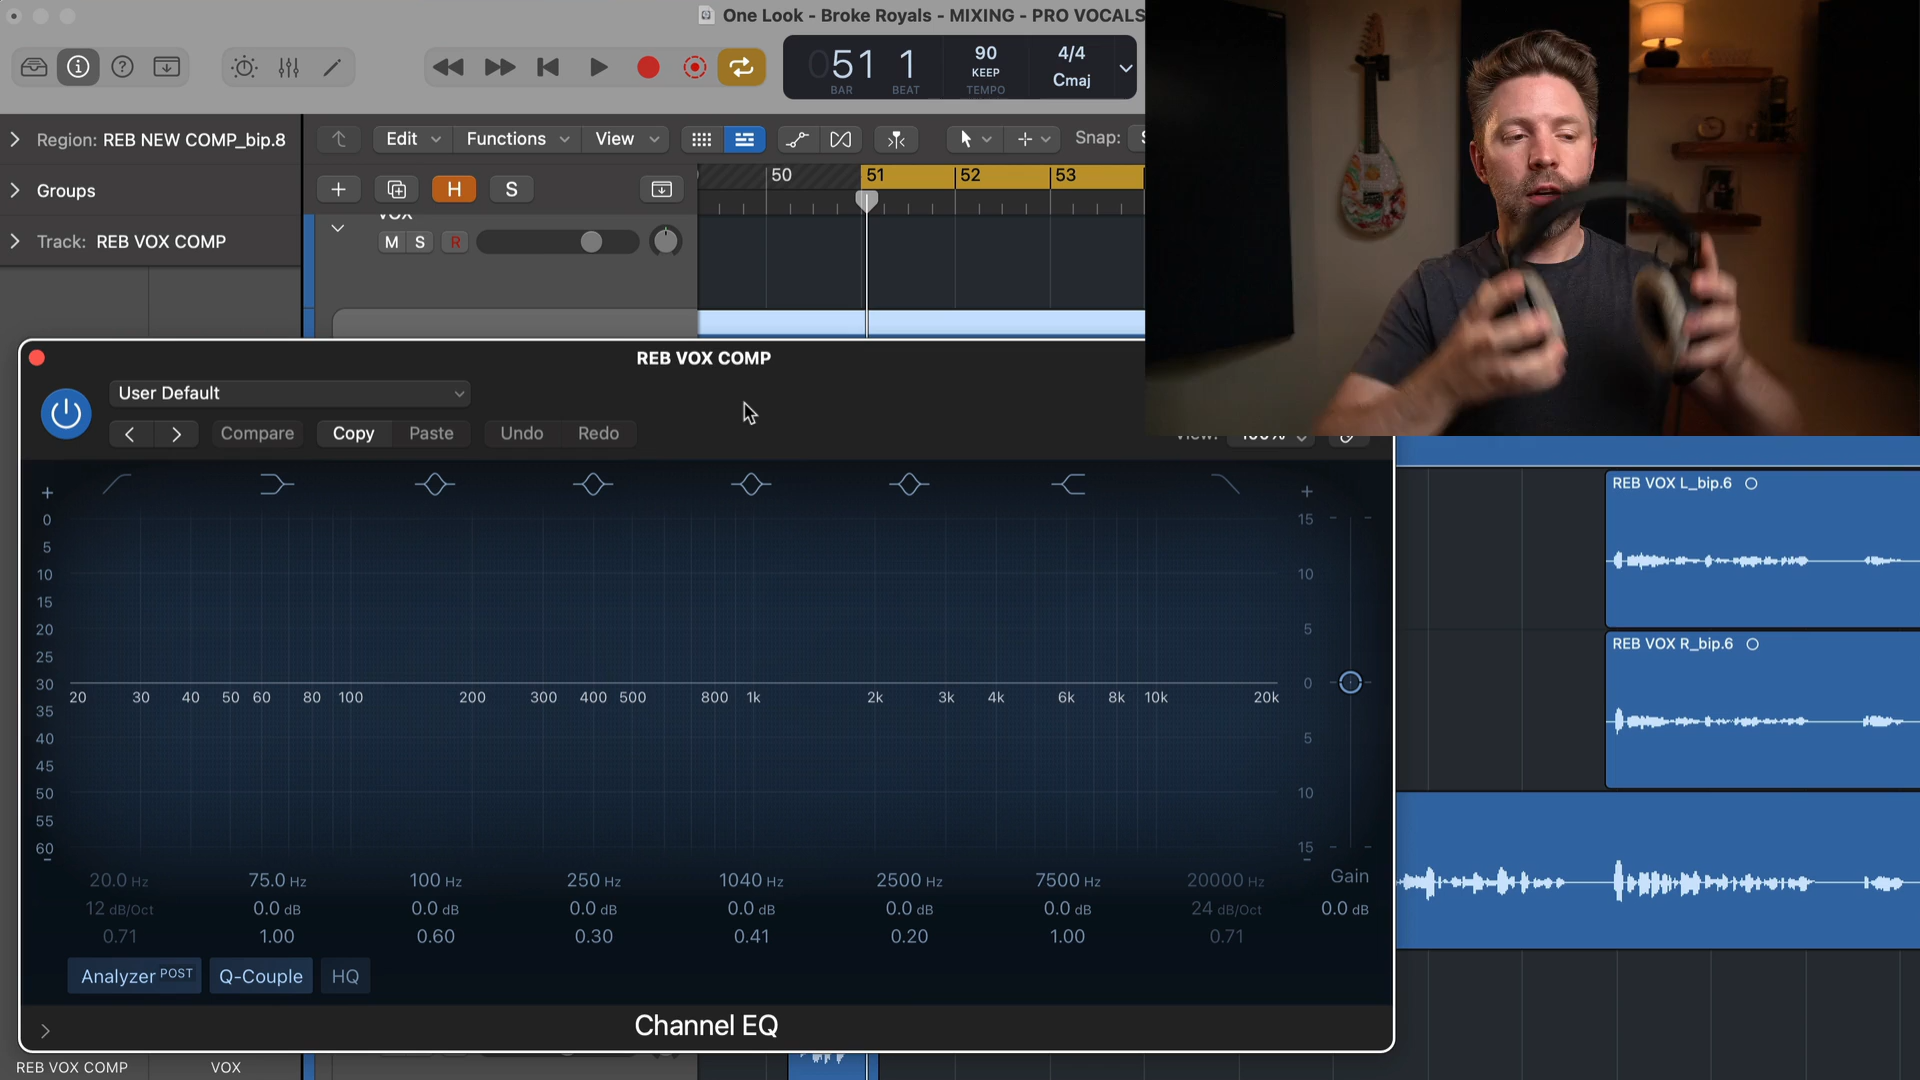 One Look - Broke Royals - MIXING - PRO VOCALS
51 1
BAR BEAT
90
KEEP
TEMPO
4/4
Cmaj
Region: REB NEW COMP_bip.8
Groups
Track: REB VOX COMP
Edit Functions View Snap:
H S
50 51 52 53
VOX
M S R
REB VOX COMP
User Default
Compare Copy Paste Undo Redo
View: 100%
+ +
0 5 10 15 20 25 30 35 40 45 50 55 60
15 10 5 0 5 10 15
20 30 40 50 60 80 100 200 300 400 500 800 1k 2k 3k 4k 6k 8k 10k 20k
20.0 Hz 75.0 Hz 100 Hz 250 Hz 1040 Hz 2500 Hz 7500 Hz 20000 Hz Gain
12 dB/Oct 0.0 dB 0.0 dB 0.0 dB 0.0 dB 0.0 dB 0.0 dB 24 dB/Oct 0.0 dB
0.71 1.00 0.60 0.30 0.41 0.20 1.00 0.71
Analyzer POST Q-Couple HQ
Channel EQ
REB VOX L_bip.6
REB VOX R_bip.6
REB VOX COMP VOX